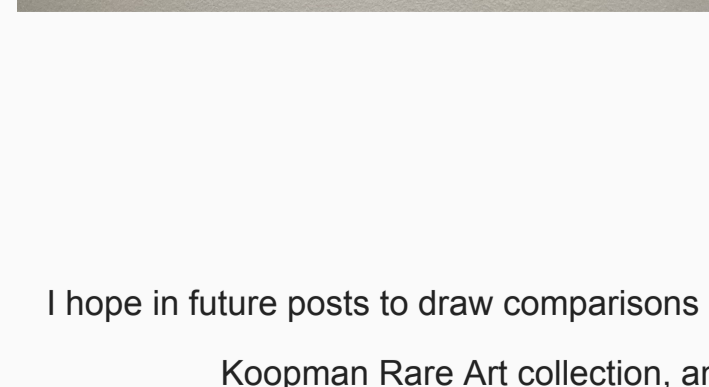 I hope in future posts to draw comparisons
Koopman Rare Art collection,